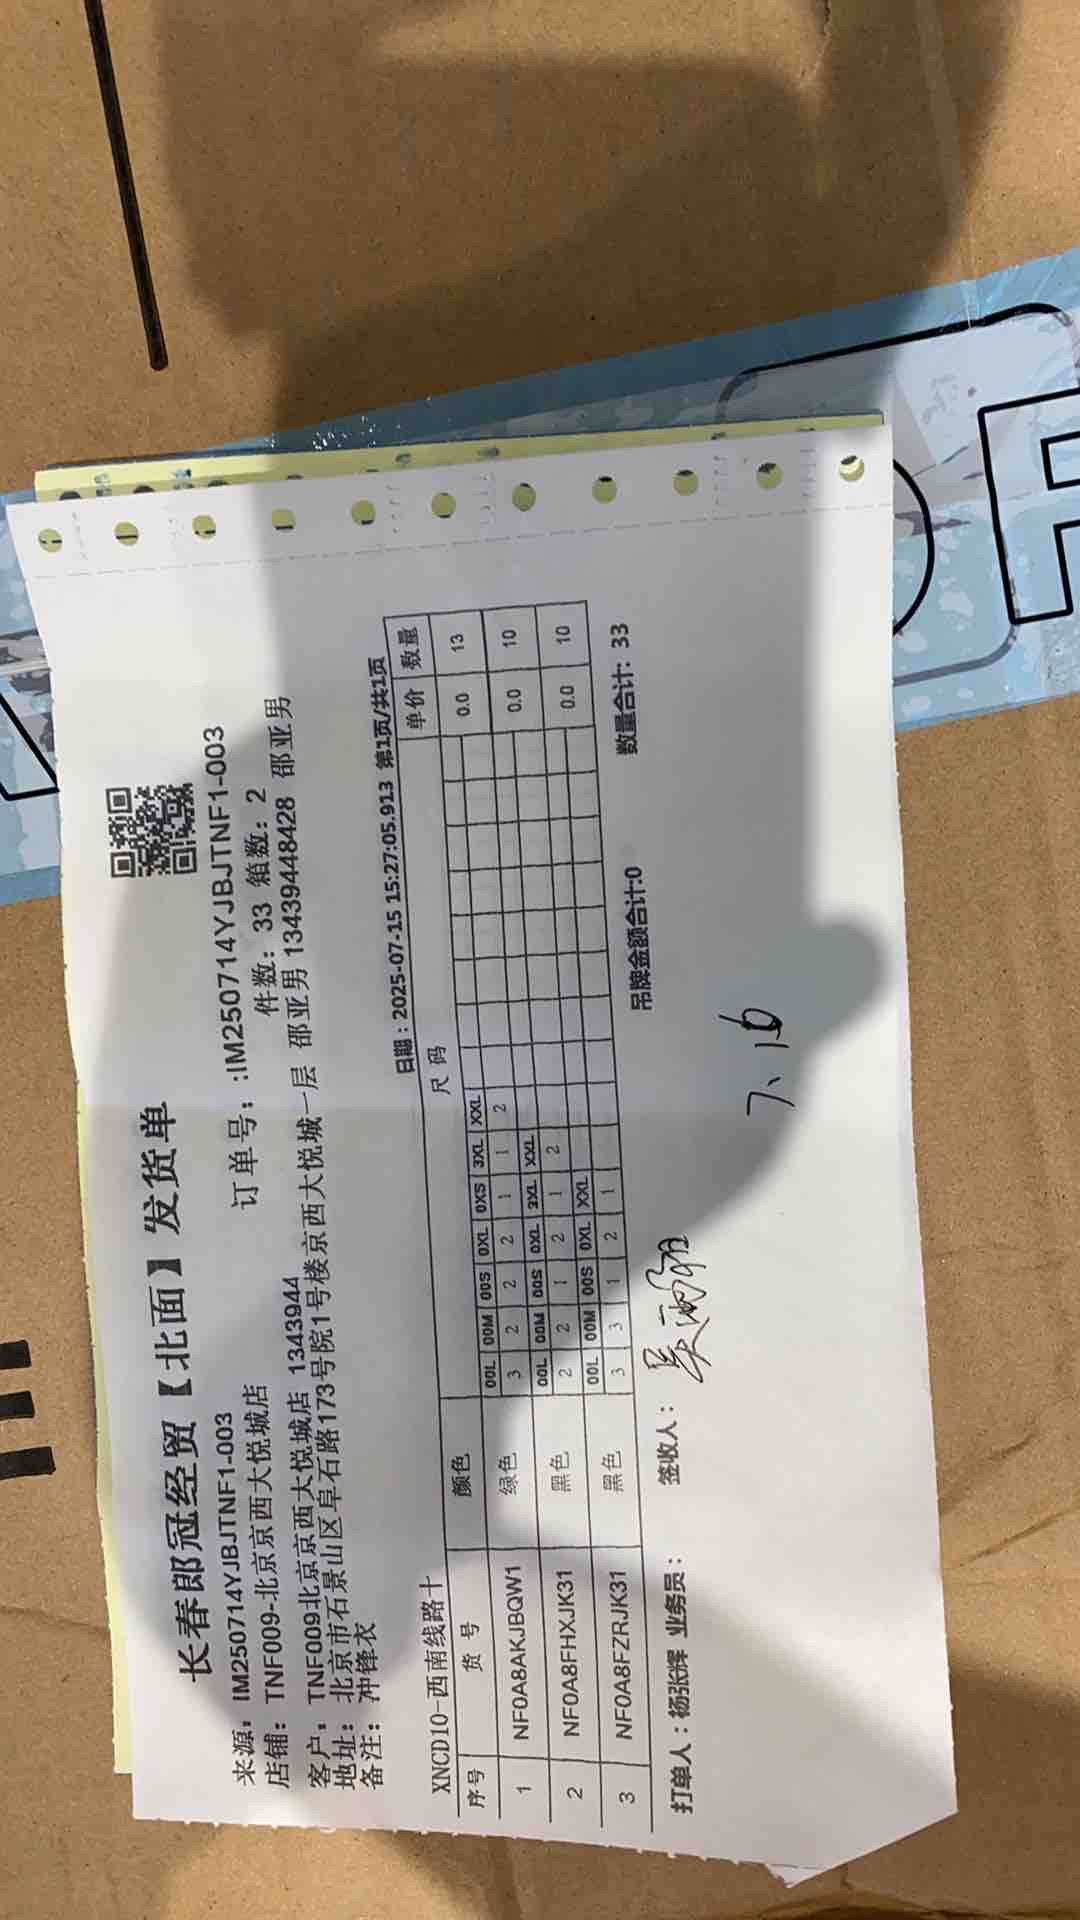 长春郎冠经贸【北面】发货单
来源: IM250714YJBJTNF1-003 订单号: :IM250714YJBJTNF1-003
店铺: TNF009-北京京西大悦城店 件数: 33 箱数: 2
客户: TNF009北京京西大悦城店 1343944
地址: 北京市石景山区阜石路173号院1号楼京西大悦城一层 邵亚男 13439448428 邵亚男
备注: 冲锋衣
XNCD10-西南线路十 日期: 2025-07-15 15:27:05.913 第1页/共1页
序号 货号 颜色 尺码 单价 数量
00L 00M 00S 0XL 0XS 3XL XXL
1 NF0A8AKJBQW1 绿色 3 2 2 2 1 1 2 0.0 13
00L 00M 00S 0XL 3XL XXL
2 NF0A8FHXJK31 黑色 2 2 1 2 1 2 0.0 10
00L 00M 00S 0XL XXL
3 NF0A8FZRJK31 黑色 3 3 1 2 1 0.0 10
吊牌金额合计:0 数量合计: 33
打单人: 杨张辉 业务员: 签收人:
7、16